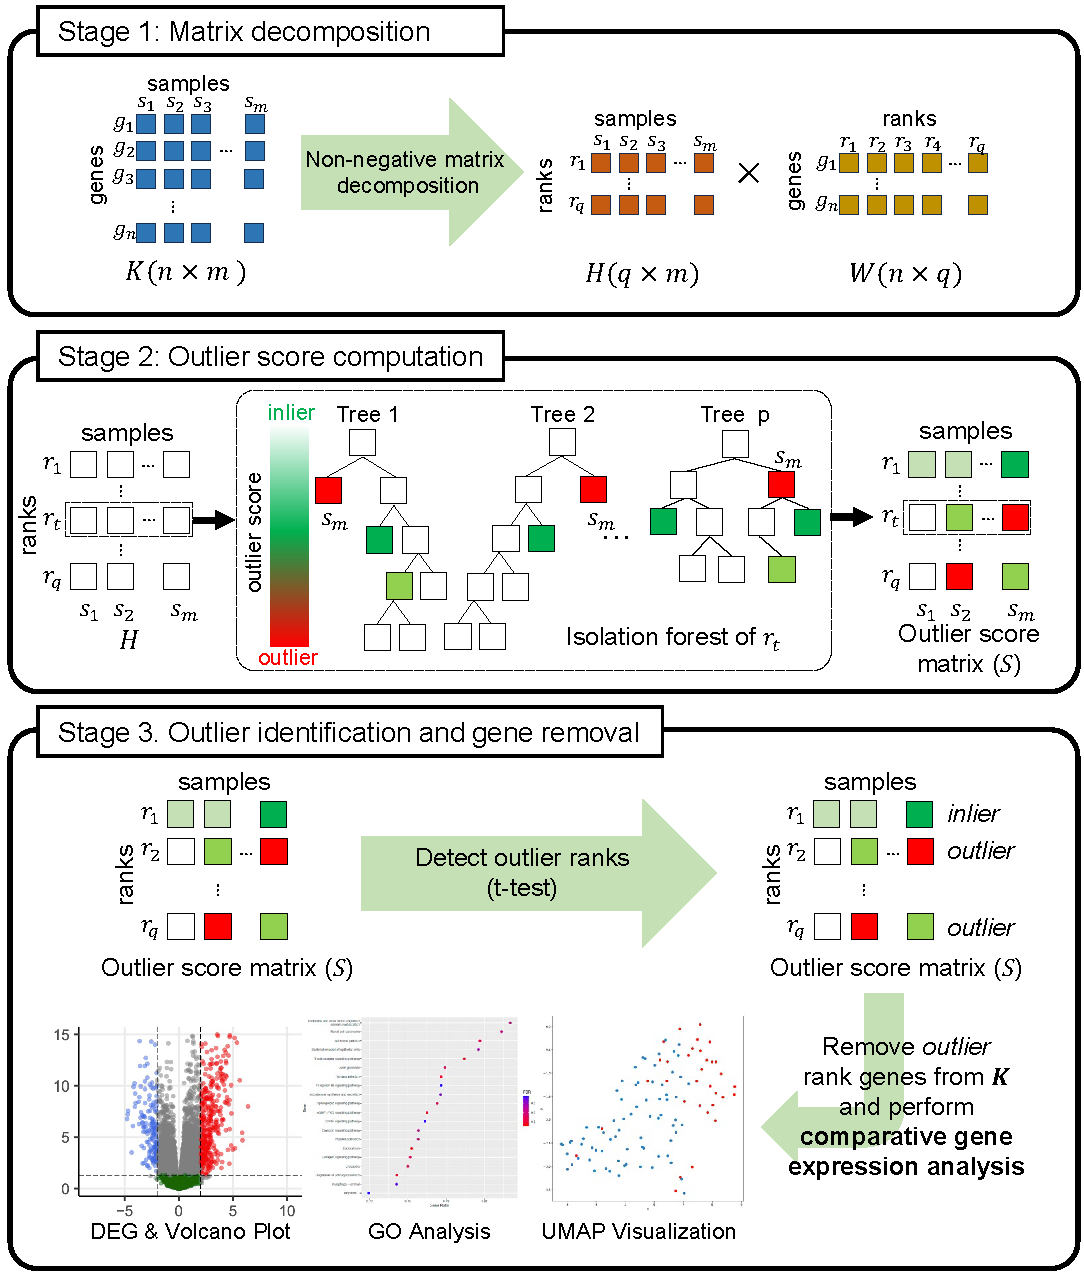 Stage 1: Matrix decomposition
samples
s1 s2 s3 sm
genes
g1
g2 ...
g3
⋮
gn
K(n × m )
Non-negative matrix
decomposition
samples
s1 s2 s3 sm
ranks
r1 ...
⋮
rq
H(q × m)
×
ranks
r1 r2 r3 r4 rq
genes
g1 ...
⋮
gn
W(n × q)
Stage 2: Outlier score computation
samples
ranks
r1 ...
⋮
rt ...
⋮
rq
s1 s2 sm
H
inlier
outlier score
outlier
Tree 1
sm
Tree 2
sm
...
Tree p
sm
Isolation forest of rt
samples
r1 ...
⋮
rt ...
⋮
rq
s1 s2 sm
Outlier score
matrix (S)
Stage 3. Outlier identification and gene removal
samples
ranks
r1
r2 ...
⋮
rq
Outlier score matrix (S)
Detect outlier ranks
(t-test)
samples
ranks
r1 inlier
r2 ... outlier
⋮
rq outlier
Outlier score matrix (S)
Remove outlier
rank genes from K
and perform
comparative gene
expression analysis
15
10
5
0
−5 0 5 10
DEG & Volcano Plot
GO Analysis
UMAP Visualization